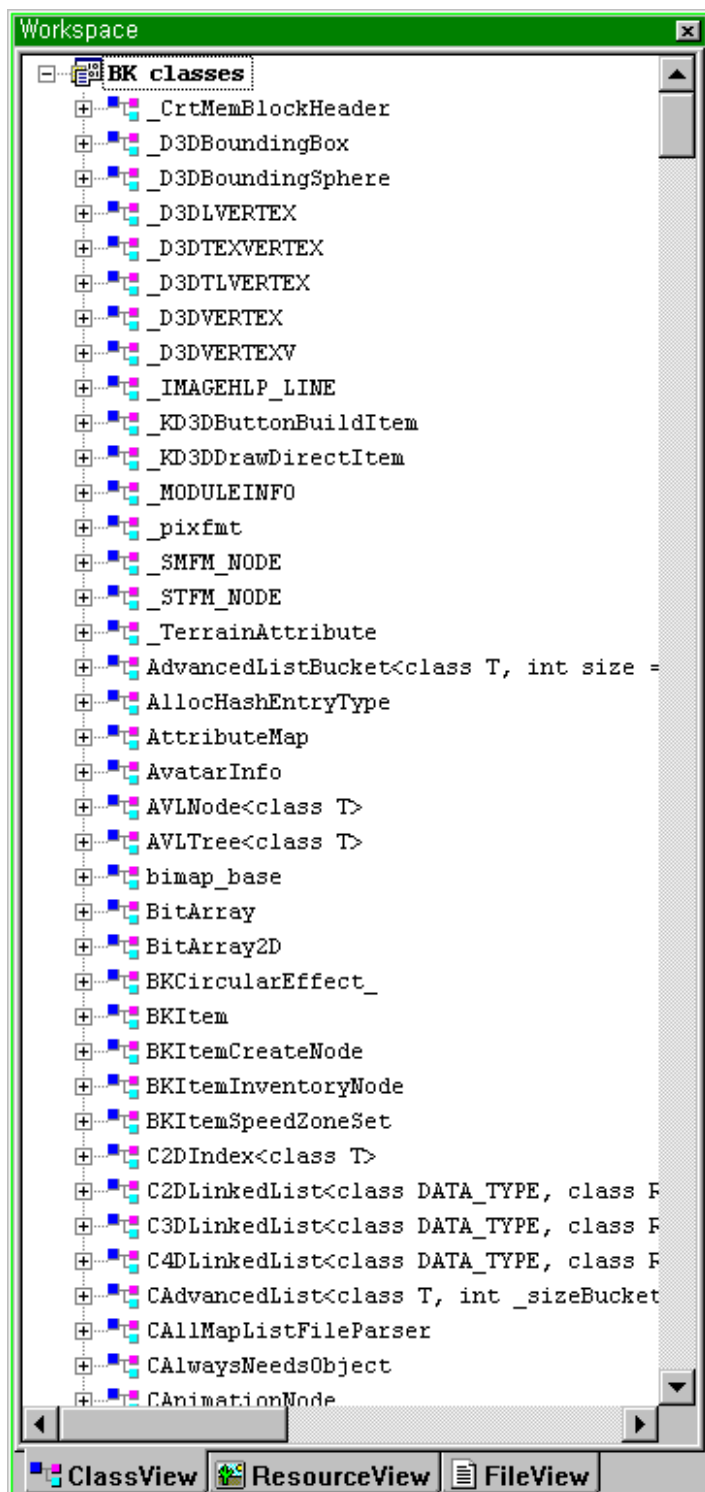 Workspace
BK classes
_CrtMemBlockHeader
_D3DBoundingBox
_D3DBoundingSphere
_D3DLVERTEX
_D3DTEXVERTEX
_D3DTLVERTEX
_D3DVERTEX
_D3DVERTEXV
_IMAGEHLP_LINE
_KD3DButtonBuildItem
_KD3DDrawDirectItem
_MODULEINFO
_pixfmt
_SMFM_NODE
_STFM_NODE
_TerrainAttribute
AdvancedListBucket<class T, int size =
AllocHashEntryType
AttributeMap
AvatarInfo
AVLNode<class T>
AVLTree<class T>
bimap_base
BitArray
BitArray2D
BKCircularEffect_
BKItem
BKItemCreateNode
BKItemInventoryNode
BKItemSpeedZoneSet
C2DIndex<class T>
C2DLinkedList<class DATA_TYPE, class R
C3DLinkedList<class DATA_TYPE, class R
C4DLinkedList<class DATA_TYPE, class R
CAdvancedList<class T, int _sizeBucket
CAllMapListFileParser
CAlwaysNeedsObject
CAnimationNode
ClassView ResourceView FileView